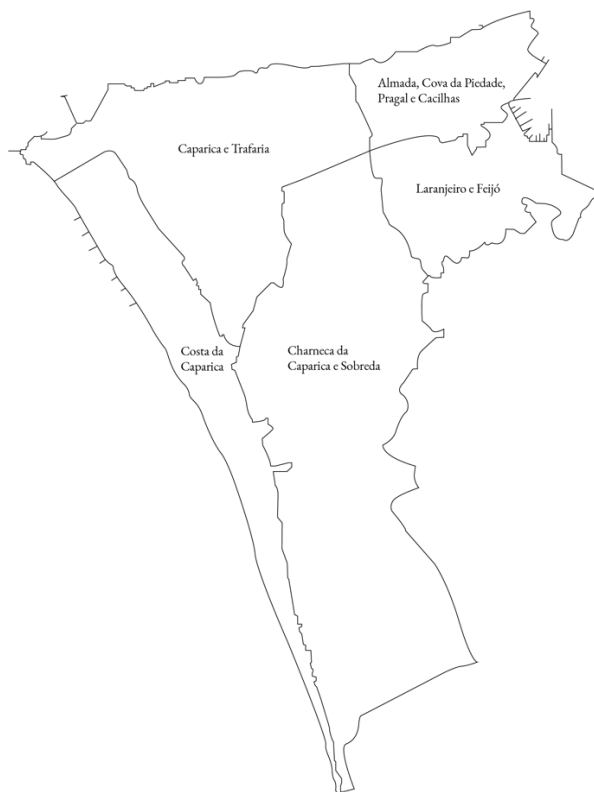 Almada, Cova da Piedade,
Pragal e Cacilhas
Caparica e Trafaria
Laranjeiro e Feijó
Costa da
Caparica
Charneca da
Caparica e Sobreda